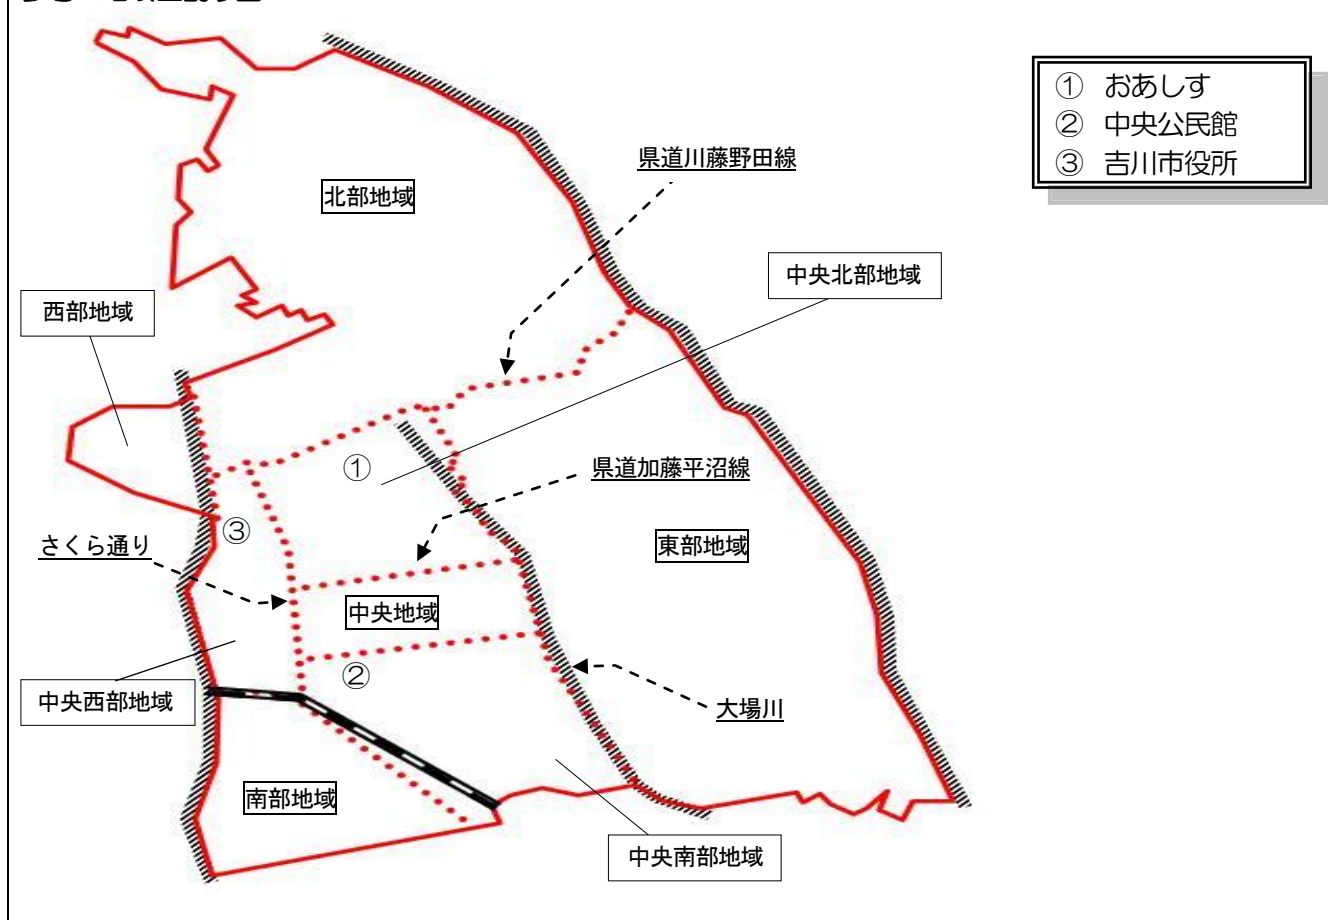 ① おあしす
② 中央公民館
③ 吉川市役所
県道川藤野田線
北部地域
中央北部地域
西部地域
①
県道加藤平沼線
③
さくら通り
東部地域
中央地域
②
中央西部地域
大場川
南部地域
中央南部地域